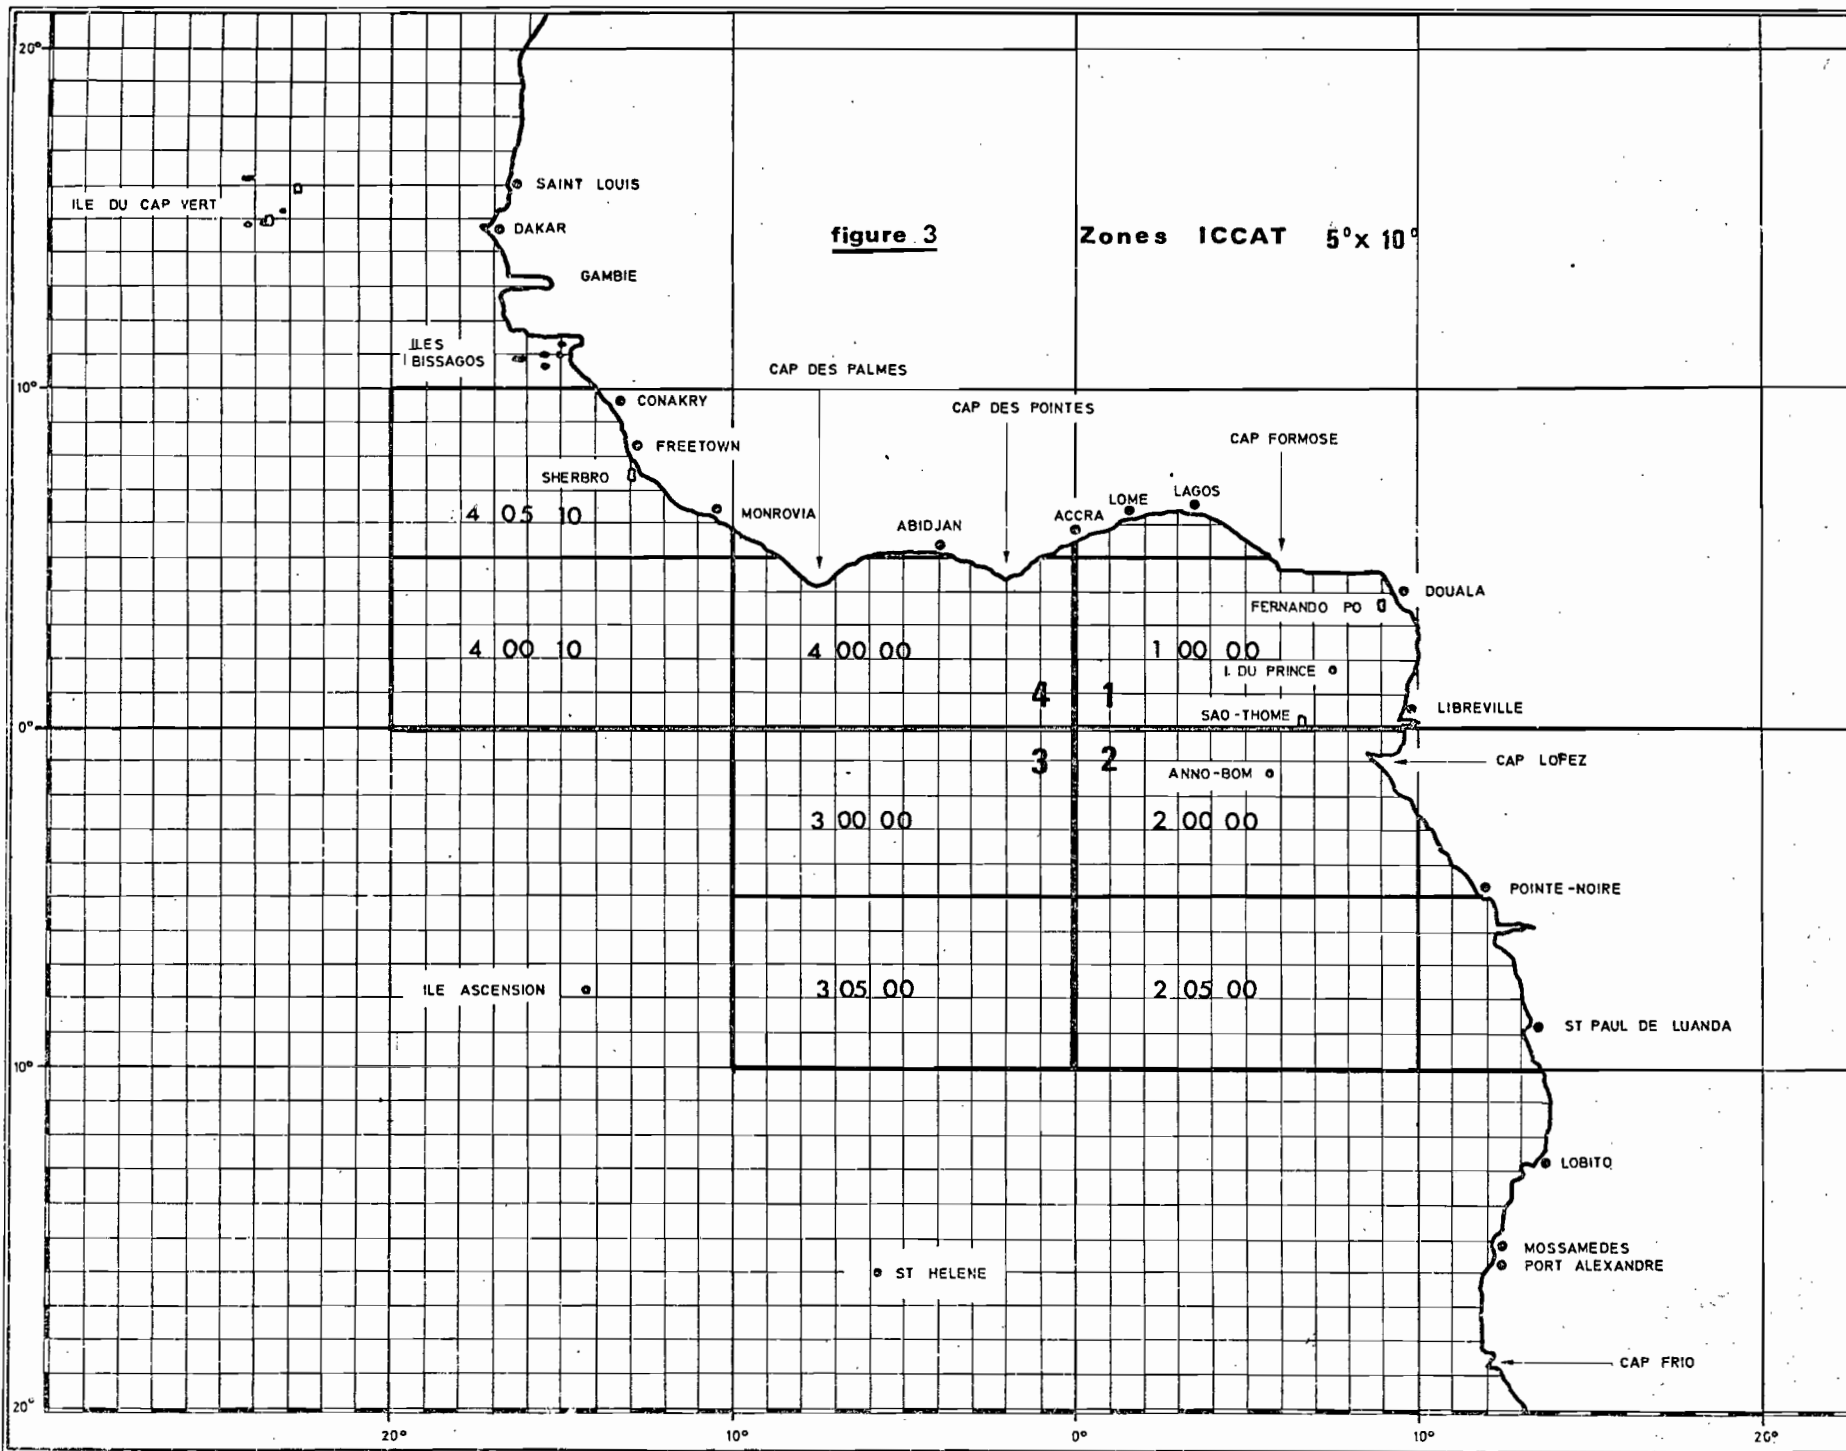 20°
SAINT LOUIS
ILE DU CAP VERT
DAKAR
figure 3
Zones ICCAT 5°x 10°
GAMBIE
ILES
BISSAGOS
CAP DES PALMES
10°
CONAKRY
CAP DES POINTES
CAP FORMOSE
FREETOWN
SHERBRO
LAGOS
LOME
4 05 10
MONROVIA
ACCRA
ABIDJAN
DOUALA
FERNANDO PO
4 00 10
4 00 00
1 00 00
I. DU PRINCE
4
1
SAO-THOME
LIBREVILLE
0°
3
2
CAP LOPEZ
ANNO-BOM
3 00 00
2 00 00
POINTE-NOIRE
ILE ASCENSION
3 05 00
2 05 00
ST PAUL DE LUANDA
10°
LOBITO
MOSSAMEDES
PORT ALEXANDRE
ST HELENE
CAP FRIO
20°
20°
10°
0°
10°
20°